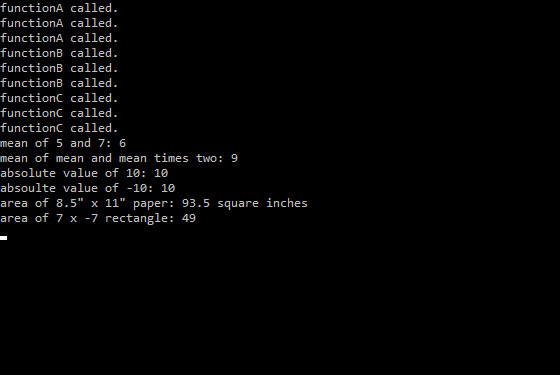 functionA called.
functionA called.
functionA called.
functionB called.
functionB called.
functionB called.
functionC called.
functionC called.
functionC called.
mean of 5 and 7: 6
mean of mean and mean times two: 9
absolute value of 10: 10
absoulte value of -10: 10
area of 8.5" x 11" paper: 93.5 square inches
area of 7 x -7 rectangle: 49